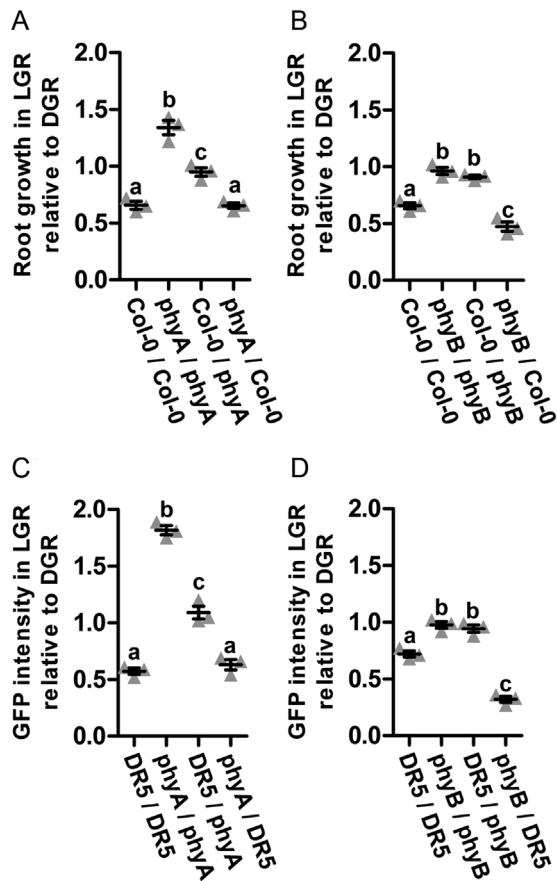 A
Root growth in LGR
relative to DGR
2.0
1.5
1.0
0.5
0.0
a
b
c
a
Col-0 / Col-0
phyA / phyA
Col-0 / phyA
phyA / Col-0
B
Root growth in LGR
relative to DGR
2.0
1.5
1.0
0.5
0.0
a
b
b
c
Col-0 / Col-0
phyB / phyB
Col-0 / phyB
phyB / Col-0
C
GFP intensity in LGR
relative to DGR
2.0
1.5
1.0
0.5
0.0
a
b
c
a
DR5 / DR5
phyA / phyA
DR5 / phyA
phyA / DR5
D
GFP intensity in LGR
relative to DGR
2.0
1.5
1.0
0.5
0.0
a
b
b
c
DR5 / DR5
phyB / phyB
DR5 / phyB
phyB / DR5